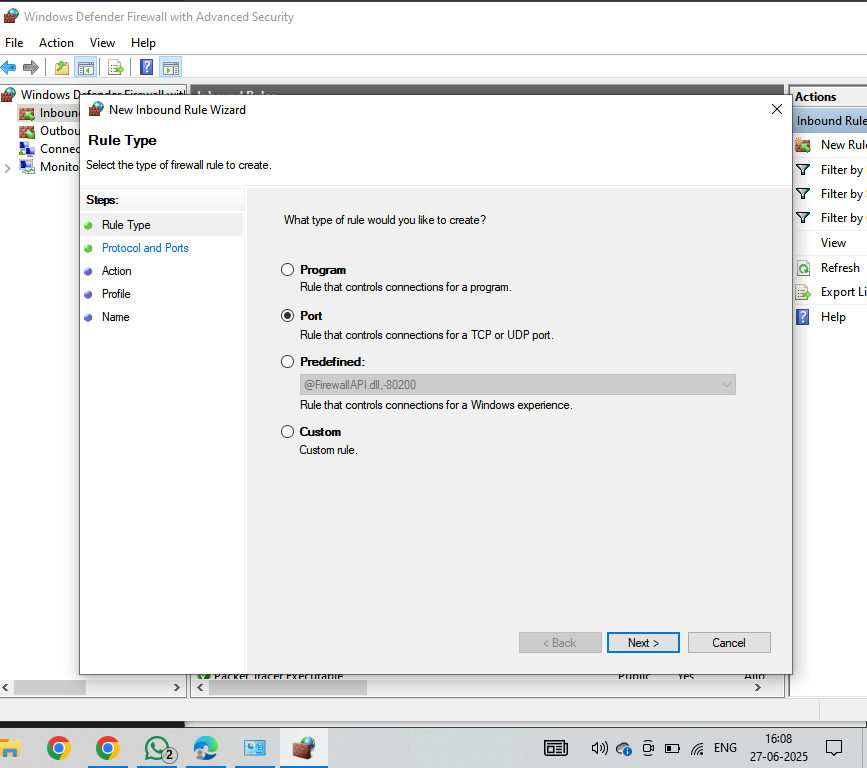 Windows Defender Firewall with Advanced Security
File Action View Help
Windows Defender Firewall with
Inboun
Outbou
Connec
Monito
Inbound Rules
New Inbound Rule Wizard
Rule Type
Select the type of firewall rule to create.
Steps:
Rule Type
Protocol and Ports
Action
Profile
Name
What type of rule would you like to create?
Program
Rule that controls connections for a program.
Port
Rule that controls connections for a TCP or UDP port.
Predefined:
@FirewallAPI.dll,-80200
Rule that controls connections for a Windows experience.
Custom
Custom rule.
< Back Next > Cancel
Actions
Inbound Rule
New Rul
Filter by
Filter by
Filter by
View
Refresh
Export Li
Help
Packet Tracer Executable Public Yes Allo
2
ENG
16:08
27-06-2025